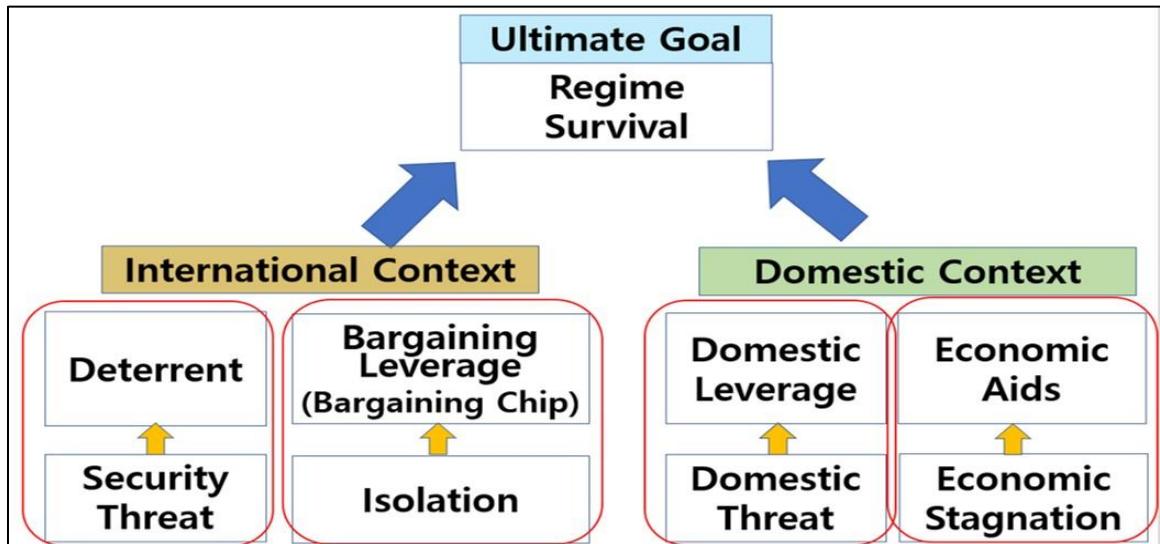 Ultimate Goal
Regime
Survival
International Context
Domestic Context
Deterrent
Bargaining
Leverage
(Bargaining Chip)
Domestic
Leverage
Economic
Aids
Security
Threat
Isolation
Domestic
Threat
Economic
Stagnation